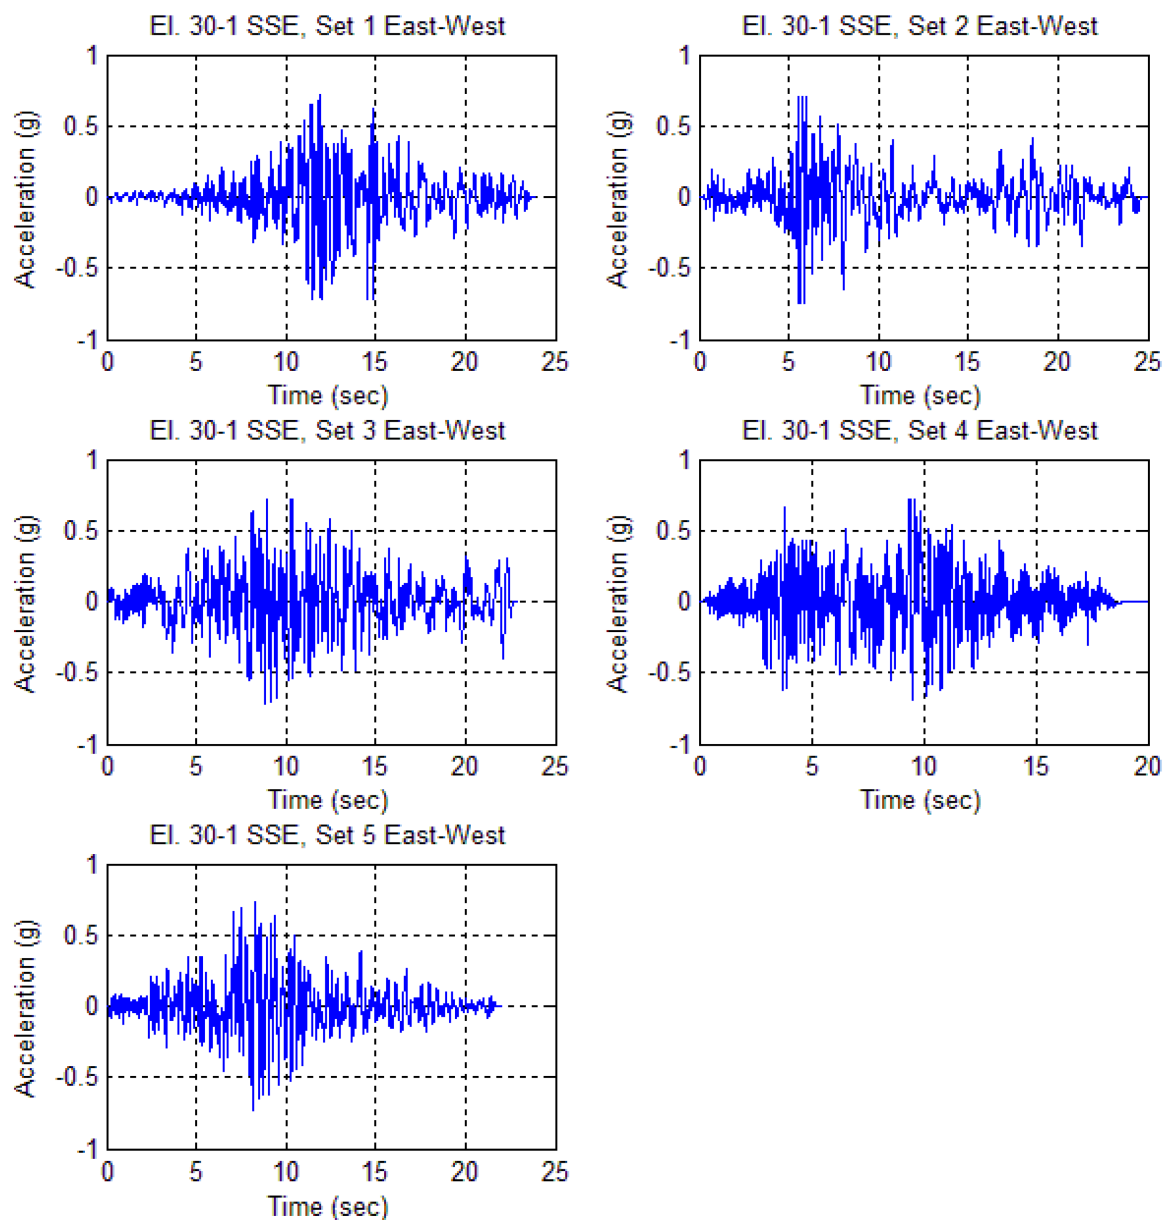 El. 30-1 SSE, Set 1 East-West
1
0.5
0
-0.5
-1
Acceleration (g)
0 5 10 15 20 25
Time (sec)
El. 30-1 SSE, Set 2 East-West
1
0.5
0
-0.5
-1
Acceleration (g)
0 5 10 15 20 25
Time (sec)
El. 30-1 SSE, Set 3 East-West
1
0.5
0
-0.5
-1
Acceleration (g)
0 5 10 15 20 25
Time (sec)
El. 30-1 SSE, Set 4 East-West
1
0.5
0
-0.5
-1
Acceleration (g)
0 5 10 15 20
Time (sec)
El. 30-1 SSE, Set 5 East-West
1
0.5
0
-0.5
-1
Acceleration (g)
0 5 10 15 20 25
Time (sec)